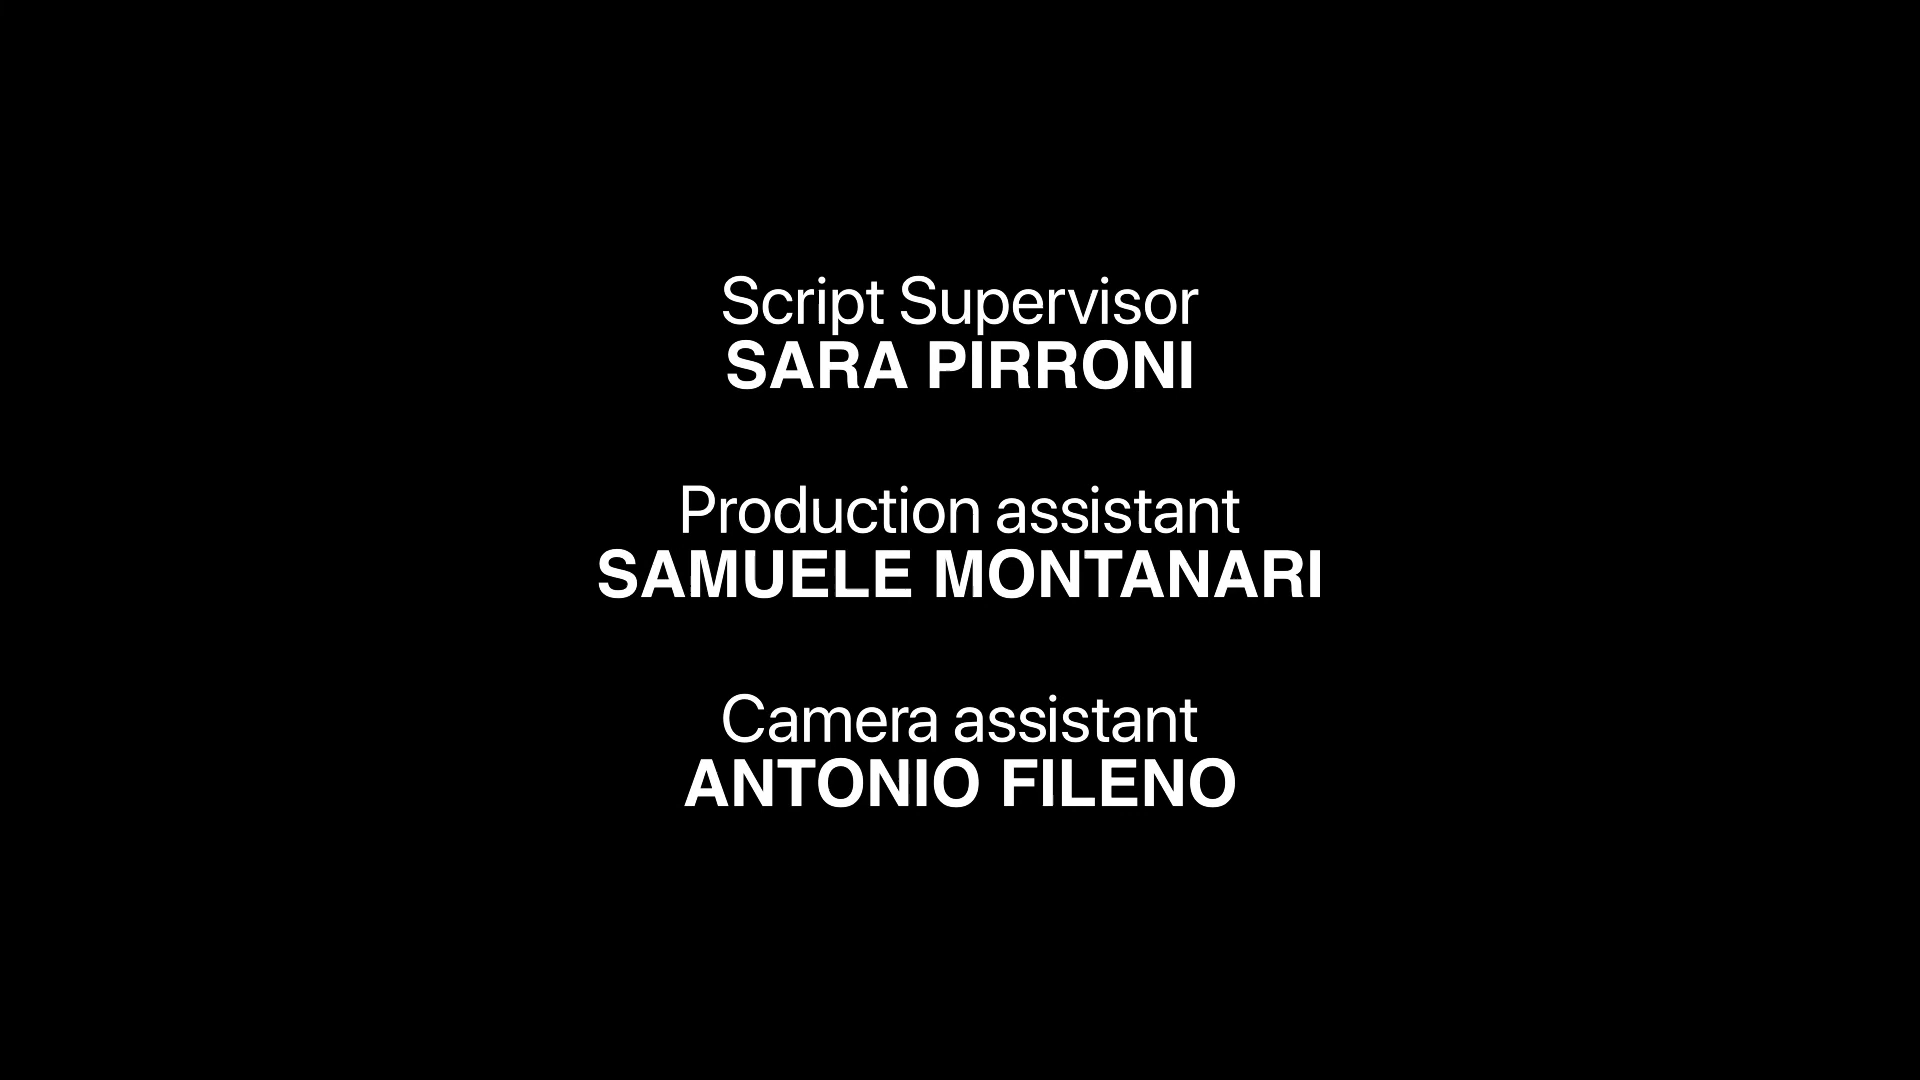 Script Supervisor
SARA PIRRONI
Production assistant
SAMUELE MONTANARI
Camera assistant
ANTONIO FILENO